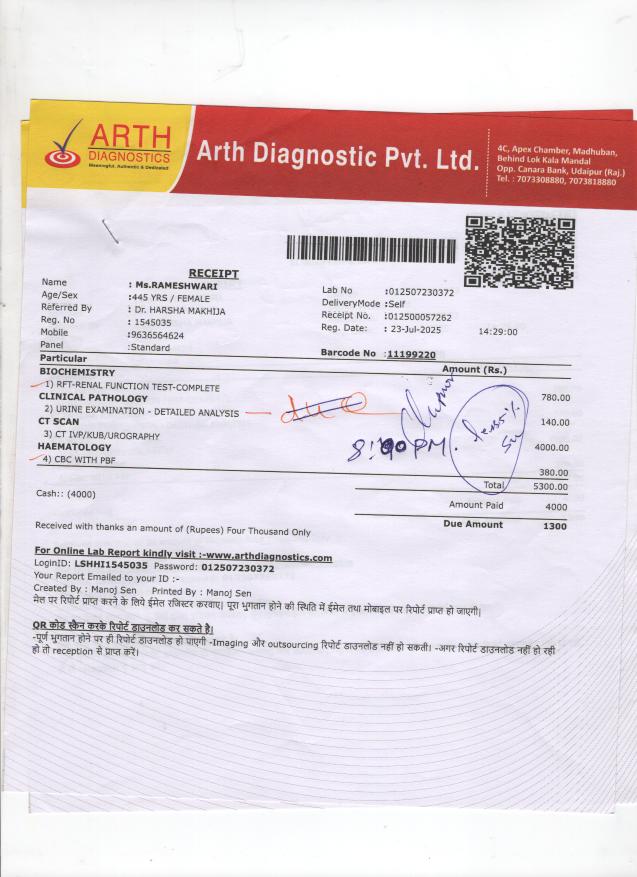 ARTH
DIAGNOSTICS
Meaningful, Authentic & Dedicated
Arth Diagnostic Pvt. Ltd.
4C, Apex Chamber, Madhuban,
Behind Lok Kala Mandal
Opp. Canara Bank, Udaipur (Raj.)
Tel. : 7073308880, 7073818880
RECEIPT
Name : Ms.RAMESHWARI
Lab No :012507230372
Age/Sex :445 YRS / FEMALE
DeliveryMode :Self
Referred By : Dr. HARSHA MAKHIJA
Receipt No. :012500057262
Reg. No : 1545035
Reg. Date: : 23-Jul-2025 14:29:00
Mobile :9636564624
Panel :Standard
Barcode No :11199220
Particular Amount (Rs.)
BIOCHEMISTRY
1) RFT-RENAL FUNCTION TEST-COMPLETE 780.00
CLINICAL PATHOLOGY
2) URINE EXAMINATION - DETAILED ANALYSIS 140.00
CT SCAN
3) CT IVP/KUB/UROGRAPHY 4000.00
8:00 PM.
HAEMATOLOGY
4) CBC WITH PBF 380.00
Total 5300.00
Cash:: (4000)
Amount Paid 4000
Received with thanks an amount of (Rupees) Four Thousand Only
Due Amount 1300
For Online Lab Report kindly visit :-www.arthdiagnostics.com
LoginID: LSHHI1545035 Password: 012507230372
Your Report Emailed to your ID :-
Created By : Manoj Sen Printed By : Manoj Sen
मेल पर रिपोर्ट प्राप्त करने के लिये ईमेल रजिस्टर करवाए। पूरा भुगतान होने की स्थिति में ईमेल तथा मोबाइल पर रिपोर्ट प्राप्त हो जाएगी।
QR कोड स्कैन करके रिपोर्ट डाउनलोड कर सकते है।
-पूर्ण भुगतान होने पर ही रिपोर्ट डाउनलोड हो पाएगी -Imaging और outsourcing रिपोर्ट डाउनलोड नहीं हो सकती। -अगर रिपोर्ट डाउनलोड नहीं हो रही
हो तो reception से प्राप्त करें।